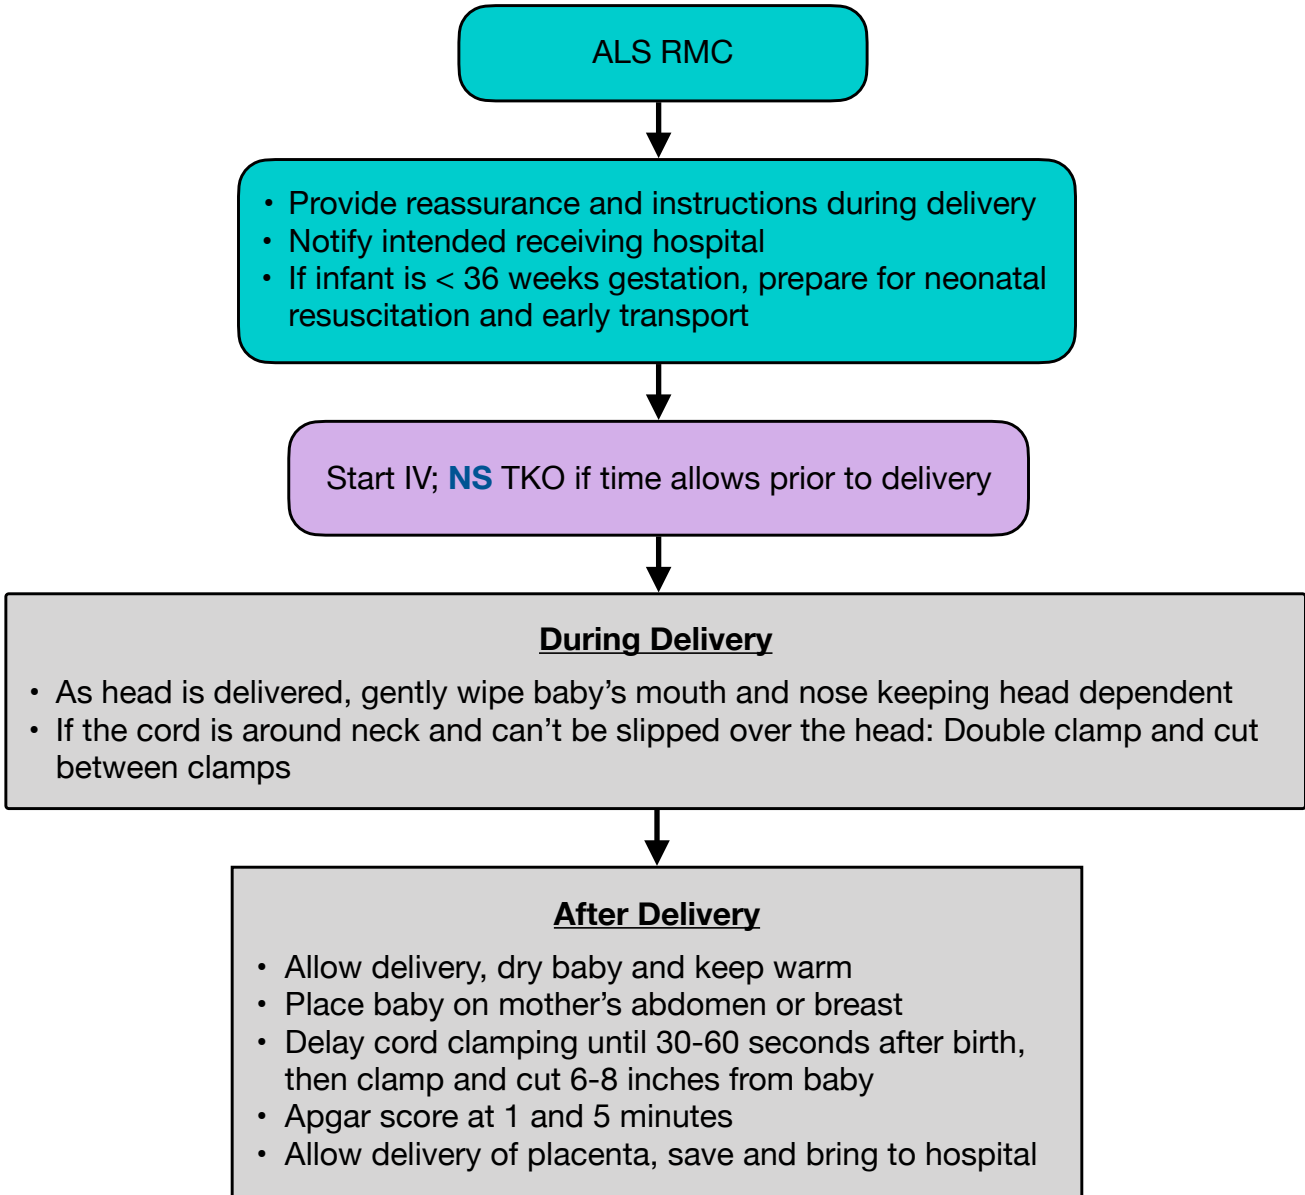 ALS RMC
• Provide reassurance and instructions during delivery
• Notify intended receiving hospital
• If infant is < 36 weeks gestation, prepare for neonatal
resuscitation and early transport
Start IV; NS TKO if time allows prior to delivery
During Delivery
• As head is delivered, gently wipe baby’s mouth and nose keeping head dependent
• If the cord is around neck and can’t be slipped over the head: Double clamp and cut
between clamps
After Delivery
• Allow delivery, dry baby and keep warm
• Place baby on mother’s abdomen or breast
• Delay cord clamping until 30-60 seconds after birth,
then clamp and cut 6-8 inches from baby
• Apgar score at 1 and 5 minutes
• Allow delivery of placenta, save and bring to hospital